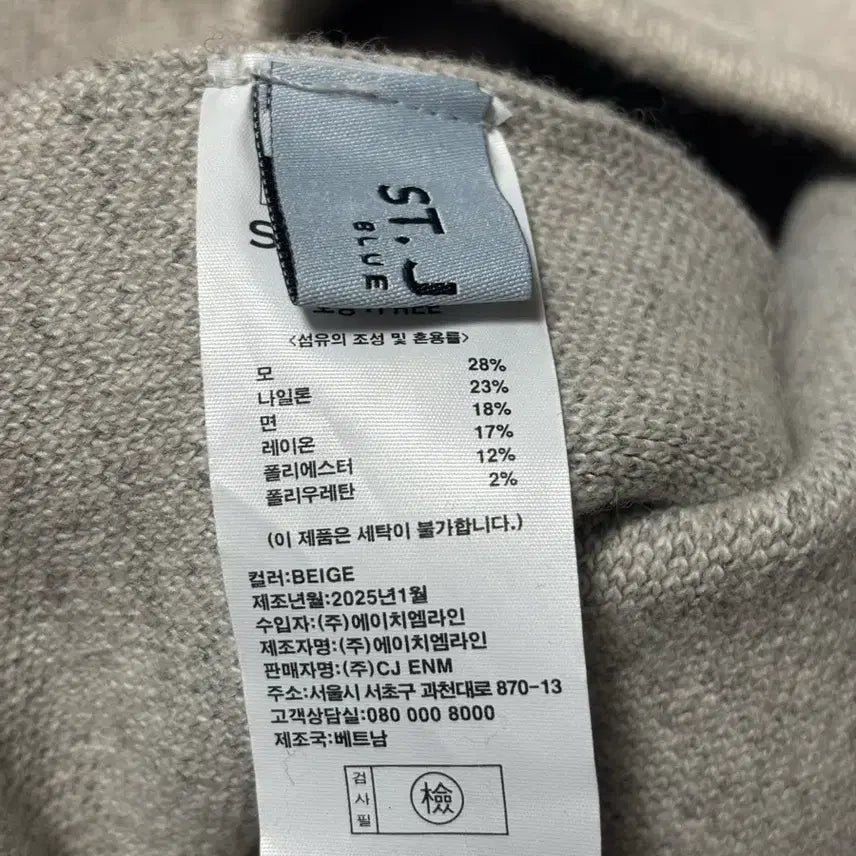 ST. J
BLUE
S
<섬유의 조성 및 혼용률>
모 28%
나일론 23%
면 18%
레이온 17%
폴리에스터 12%
폴리우레탄 2%
(이 제품은 세탁이 불가합니다.)
컬러:BEIGE
제조년월:2025년1월
수입자:(주)에이치엠라인
제조자명:(주)에이치엠라인
판매자명:(주)CJ ENM
주소:서울시 서초구 과천대로 870-13
고객상담실:080 000 8000
제조국:베트남
검사필 檢